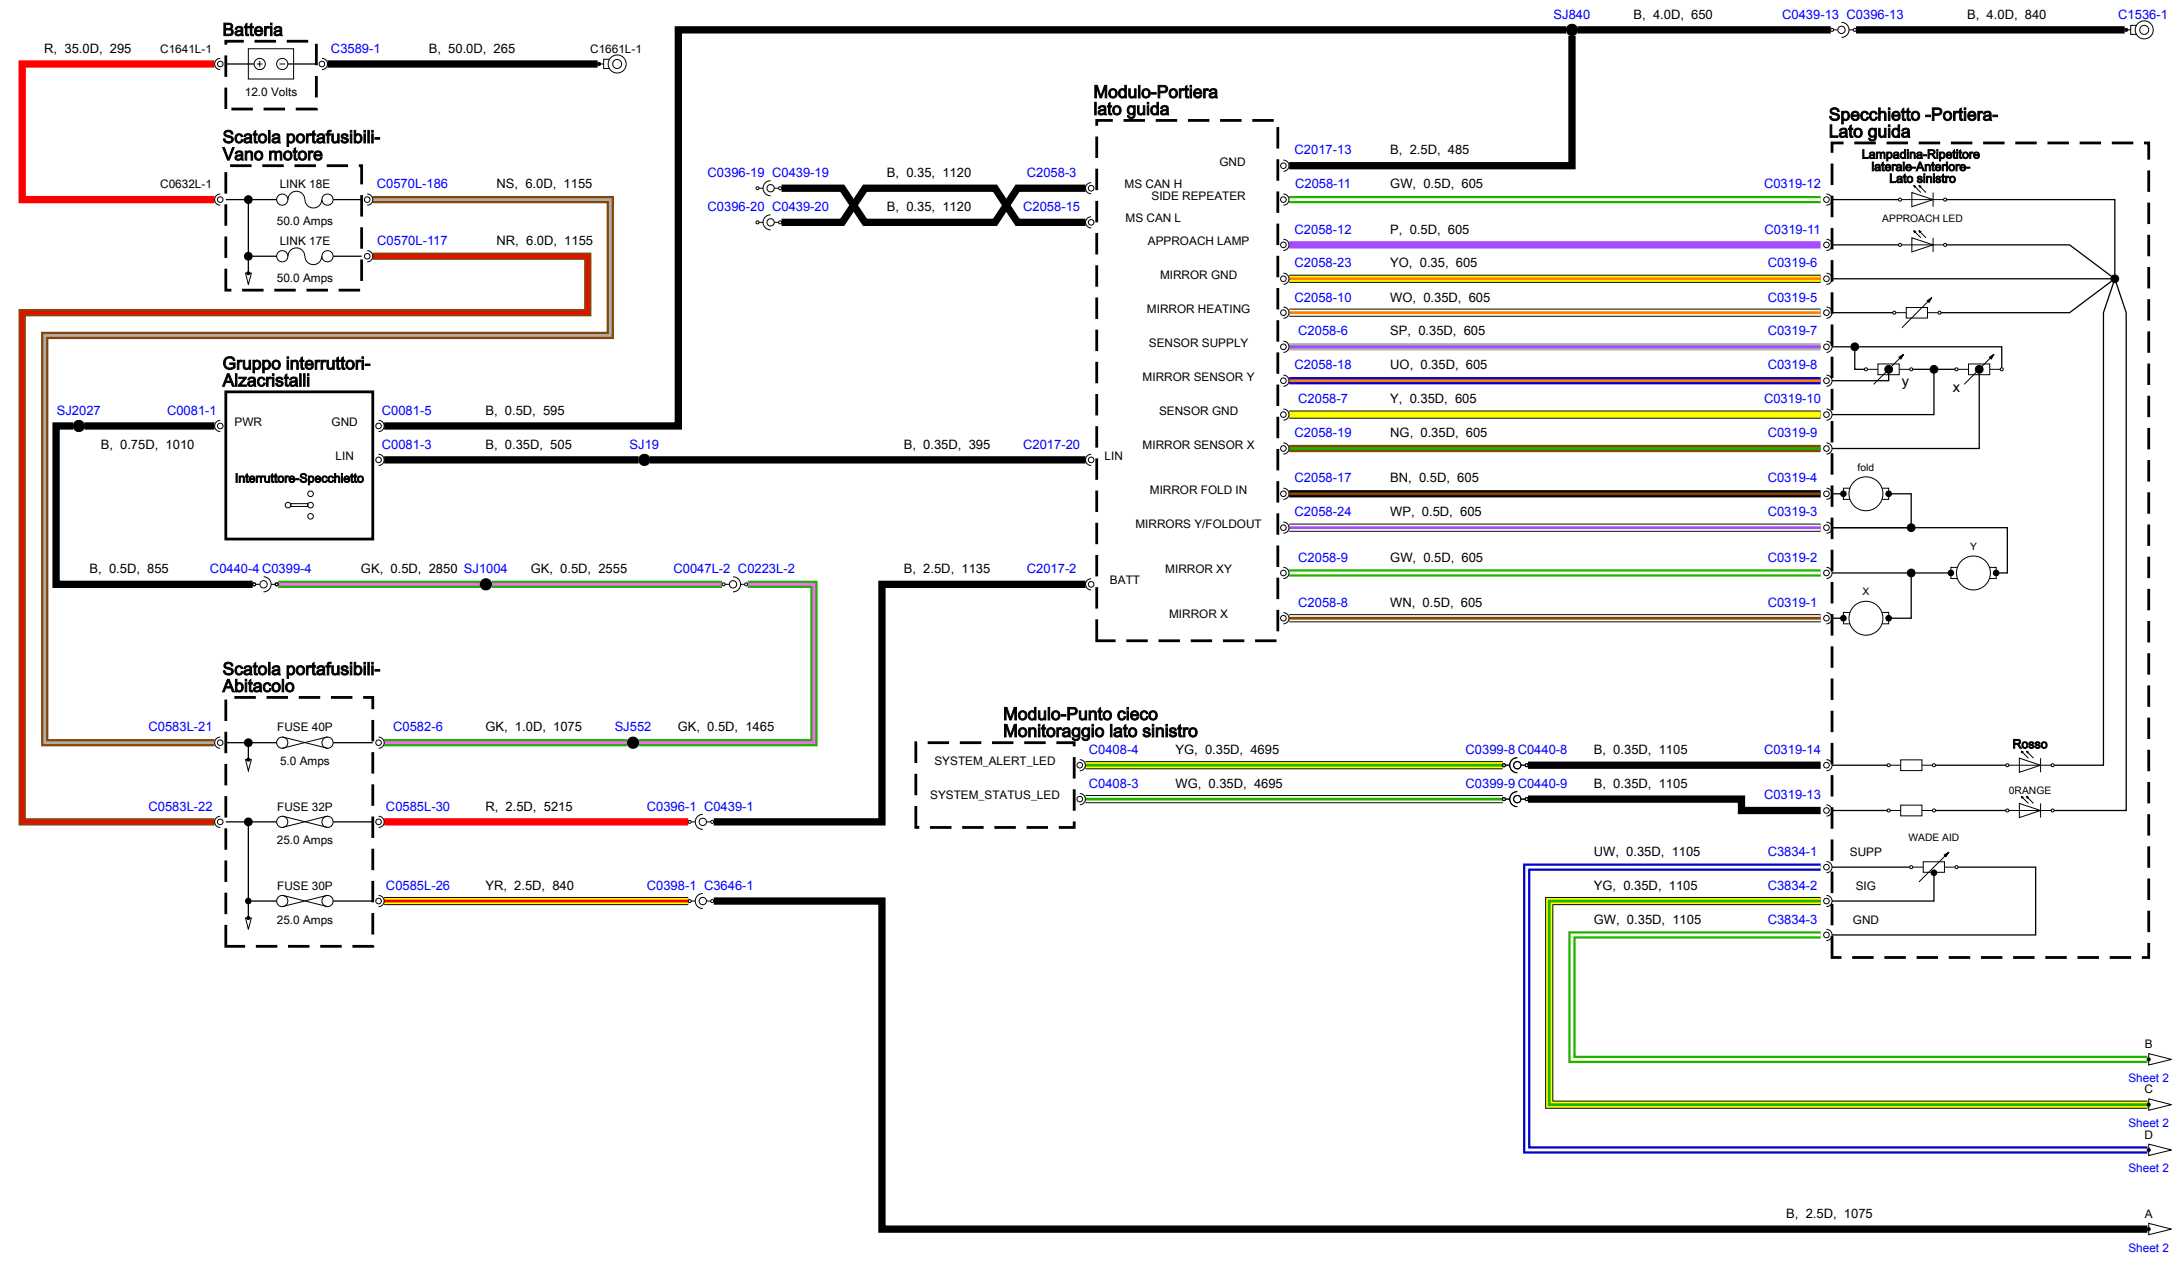 SJ840
B, 4.0D, 650
C0439-13 C0396-13
B, 4.0D, 840
C1536-1
Batteria
R, 35.0D, 295
C1641L-1
C3589-1
B, 50.0D, 265
C1661L-1
12.0 Volts
Scatola portafusibili-
Vano motore
C0632L-1
LINK 18E
50.0 Amps
C0570L-186
NS, 6.0D, 1155
LINK 17E
50.0 Amps
C0570L-117
NR, 6.0D, 1155
Gruppo interruttori-
Alzacristalli
SJ2027
C0081-1
B, 0.75D, 1010
PWR
GND
LIN
Interruttore-Specchietto
C0081-5
B, 0.5D, 595
C0081-3
B, 0.35D, 505
SJ19
B, 0.35D, 395
C2017-20
B, 0.5D, 855
C0440-4 C0399-4
GK, 0.5D, 2850
SJ1004
GK, 0.5D, 2555
C0047L-2 C0223L-2
B, 2.5D, 1135
C2017-2
Scatola portafusibili-
Abitacolo
C0583L-21
FUSE 40P
5.0 Amps
C0582-6
GK, 1.0D, 1075
SJ552
GK, 0.5D, 1465
C0583L-22
FUSE 32P
25.0 Amps
C0585L-30
R, 2.5D, 5215
C0396-1 C0439-1
FUSE 30P
25.0 Amps
C0585L-26
YR, 2.5D, 840
C0398-1 C3646-1
Modulo-Portiera
lato guida
C0396-19 C0439-19
B, 0.35, 1120
C2058-3
C0396-20 C0439-20
B, 0.35, 1120
C2058-15
GND
MS CAN H
SIDE REPEATER
MS CAN L
APPROACH LAMP
MIRROR GND
MIRROR HEATING
SENSOR SUPPLY
MIRROR SENSOR Y
SENSOR GND
MIRROR SENSOR X
LIN
MIRROR FOLD IN
MIRRORS Y/FOLDOUT
MIRROR XY
BATT
MIRROR X
C2017-13
B, 2.5D, 485
C2058-11
GW, 0.5D, 605
C0319-12
C2058-12
P, 0.5D, 605
C0319-11
C2058-23
YO, 0.35, 605
C0319-6
C2058-10
WO, 0.35D, 605
C0319-5
C2058-6
SP, 0.35D, 605
C0319-7
C2058-18
UO, 0.35D, 605
C0319-8
C2058-7
Y, 0.35D, 605
C0319-10
C2058-19
NG, 0.35D, 605
C0319-9
C2058-17
BN, 0.5D, 605
C0319-4
C2058-24
WP, 0.5D, 605
C0319-3
C2058-9
GW, 0.5D, 605
C0319-2
C2058-8
WN, 0.5D, 605
C0319-1
Specchietto -Portiera-
Lato guida
Lampadina-Ripetitore
laterale-Anteriore-
Lato sinistro
APPROACH LED
y
x
fold
Y
X
Modulo-Punto cieco
Monitoraggio lato sinistro
SYSTEM_ALERT_LED
SYSTEM_STATUS_LED
C0408-4
YG, 0.35D, 4695
C0399-8 C0440-8
B, 0.35D, 1105
C0319-14
C0408-3
WG, 0.35D, 4695
C0399-9 C0440-9
B, 0.35D, 1105
C0319-13
Rosso
0RANGE
WADE AID
UW, 0.35D, 1105
C3834-1
SUPP
YG, 0.35D, 1105
C3834-2
SIG
GW, 0.35D, 1105
C3834-3
GND
B
Sheet 2
C
Sheet 2
D
Sheet 2
B, 2.5D, 1075
A
Sheet 2